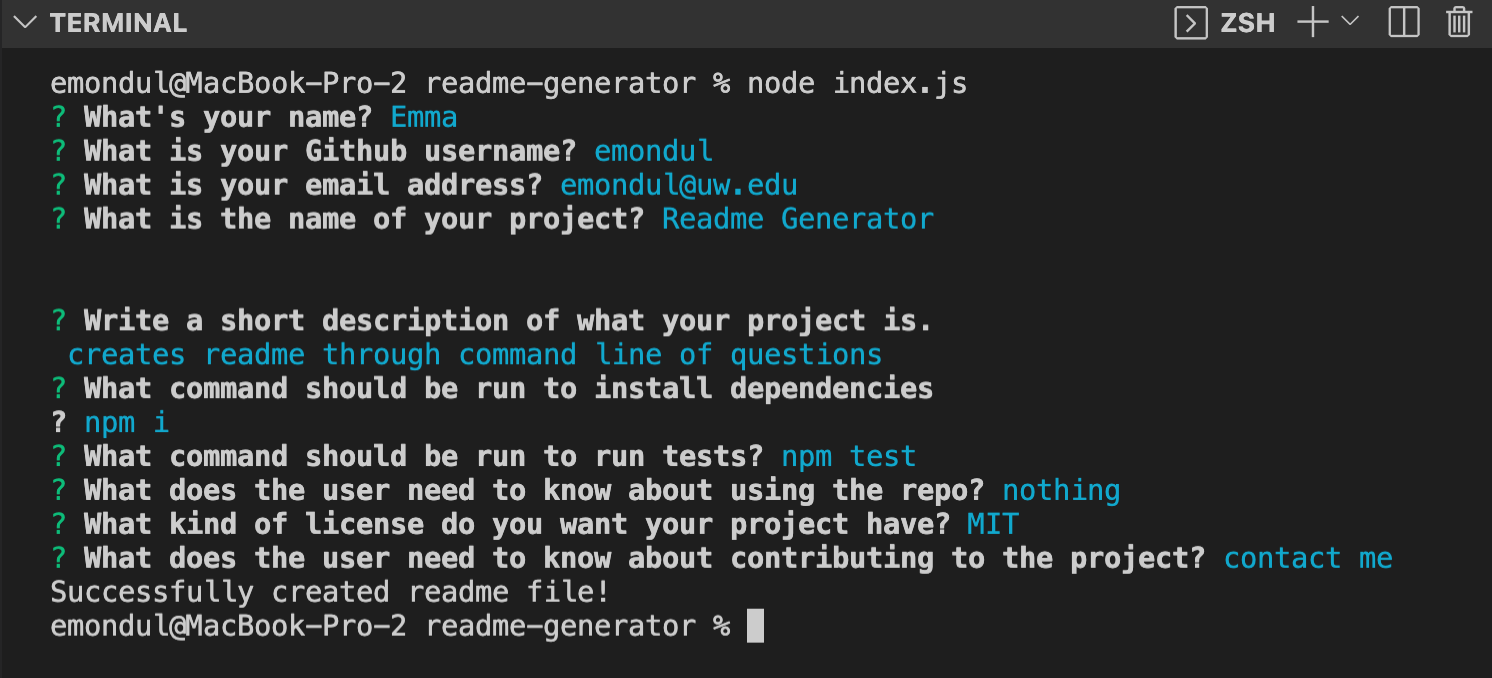 TERMINAL ZSH
emondul@MacBook-Pro-2 readme-generator % node index.js
? What's your name? Emma
? What is your Github username? emondul
? What is your email address? emondul@uw.edu
? What is the name of your project? Readme Generator
? Write a short description of what your project is.
creates readme through command line of questions
? What command should be run to install dependencies
? npm i
? What command should be run to run tests? npm test
? What does the user need to know about using the repo? nothing
? What kind of license do you want your project have? MIT
? What does the user need to know about contributing to the project? contact me
Successfully created readme file!
emondul@MacBook-Pro-2 readme-generator %